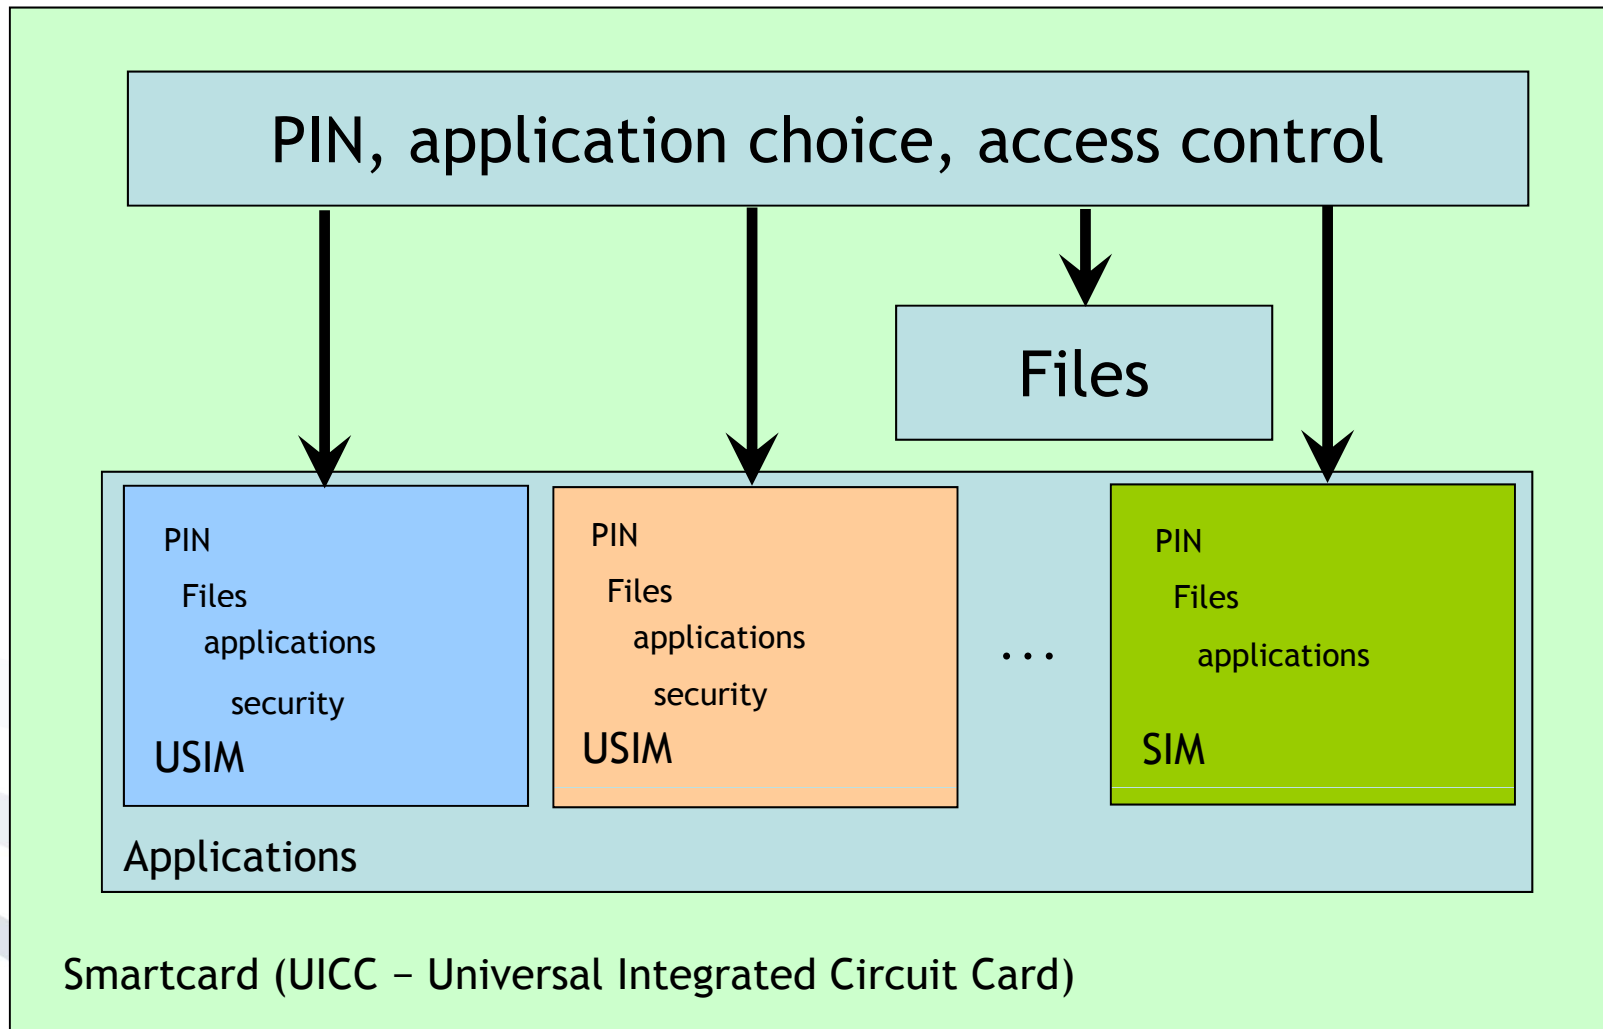 PIN, application choice, access control
Files
PIN
Files
applications
security
USIM
PIN
Files
applications
security
USIM
...
PIN
Files
applications
SIM
Applications
Smartcard (UICC – Universal Integrated Circuit Card)